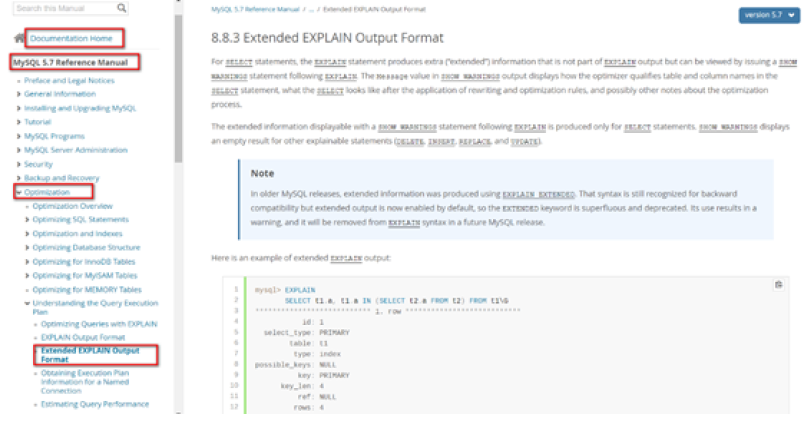 Search this Manual
Documentation Home
MySQL 5.7 Reference Manual
Preface and Legal Notices
General Information
Installing and Upgrading MySQL
Tutorial
MySQL Programs
MySQL Server Administration
Security
Backup and Recovery
Optimization
Optimization Overview
Optimizing SQL Statements
Optimization and Indexes
Optimizing Database Structure
Optimizing for InnoDB Tables
Optimizing for MyISAM Tables
Optimizing for MEMORY Tables
Understanding the Query Execution
Plan
Optimizing Queries with EXPLAIN
EXPLAIN Output Format
Extended EXPLAIN Output
Format
Obtaining Execution Plan
Information for a Named
Connection
Estimating Query Performance
MySQL 5.7 Reference Manual / ... / Extended EXPLAIN Output Format
version 5.7
8.8.3 Extended EXPLAIN Output Format
For SELECT statements, the EXPLAIN statement produces extra ("extended") information that is not part of EXPLAIN output but can be viewed by issuing a SHOW
WARNINGS statement following EXPLAIN. The Message value in SHOW WARNINGS output displays how the optimizer qualifies table and column names in the
SELECT statement, what the SELECT looks like after the application of rewriting and optimization rules, and possibly other notes about the optimization
process.
The extended information displayable with a SHOW WARNINGS statement following EXPLAIN is produced only for SELECT statements. SHOW WARNINGS displays
an empty result for other explainable statements (DELETE, INSERT, REPLACE, and UPDATE).
Note
In older MySQL releases, extended information was produced using EXPLAIN EXTENDED. That syntax is still recognized for backward
compatibility but extended output is now enabled by default, so the EXTENDED keyword is superfluous and deprecated. Its use results in a
warning, and it will be removed from EXPLAIN syntax in a future MySQL release.
Here is an example of extended EXPLAIN output:
1 mysql> EXPLAIN
2 SELECT t1.a, t1.a IN (SELECT t2.a FROM t2) FROM t1\G
3 *************************** 1. row ***************************
4 id: 1
5 select_type: PRIMARY
6 table: t1
7 type: index
8 possible_keys: NULL
9 key: PRIMARY
10 key_len: 4
11 ref: NULL
12 rows: 4